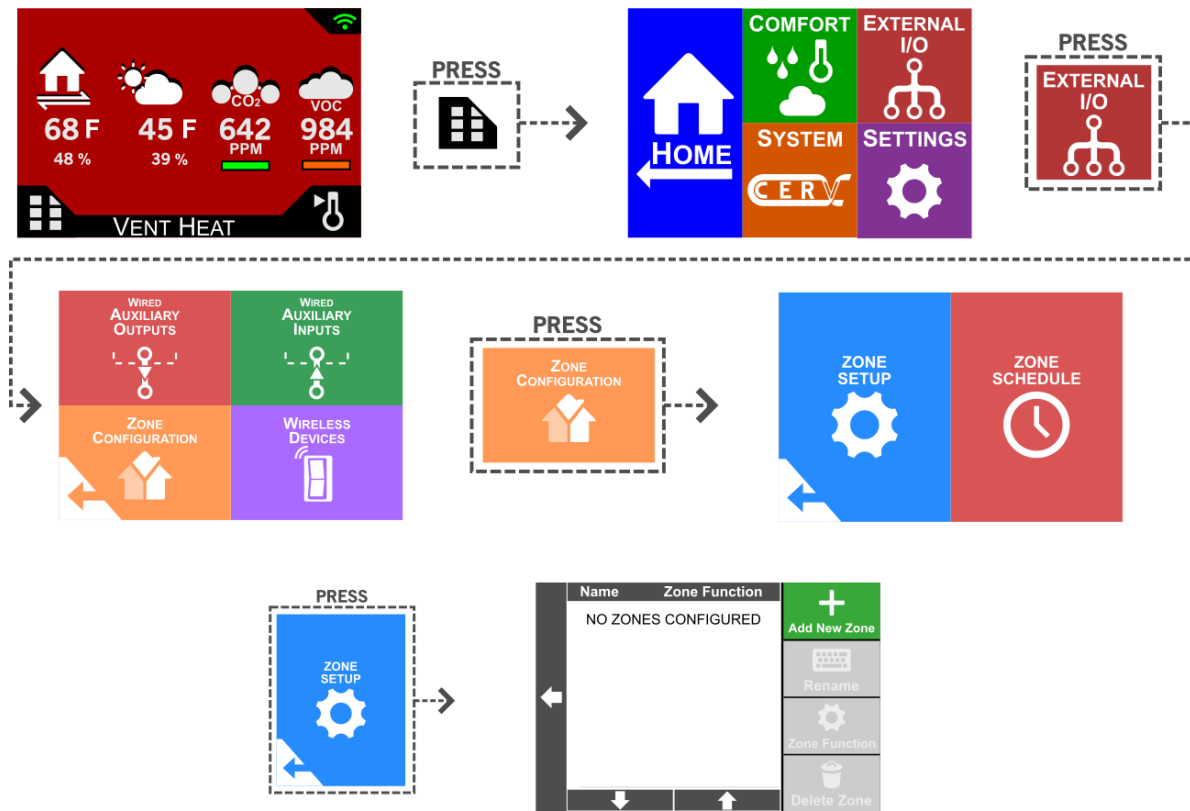 PRESS
68 F
45 F
CO₂
642
PPM
VOC
984
PPM
48 %
39 %
VENT HEAT
HOME
COMFORT
EXTERNAL
I/O
SYSTEM
CERV
SETTINGS
PRESS
EXTERNAL
I/O
WIRED
AUXILIARY
OUTPUTS
WIRED
AUXILIARY
INPUTS
ZONE
CONFIGURATION
WIRELESS
DEVICES
PRESS
ZONE
CONFIGURATION
ZONE
SETUP
ZONE
SCHEDULE
PRESS
ZONE
SETUP
Name Zone Function
NO ZONES CONFIGURED
Add New Zone
Rename
Zone Function
Delete Zone